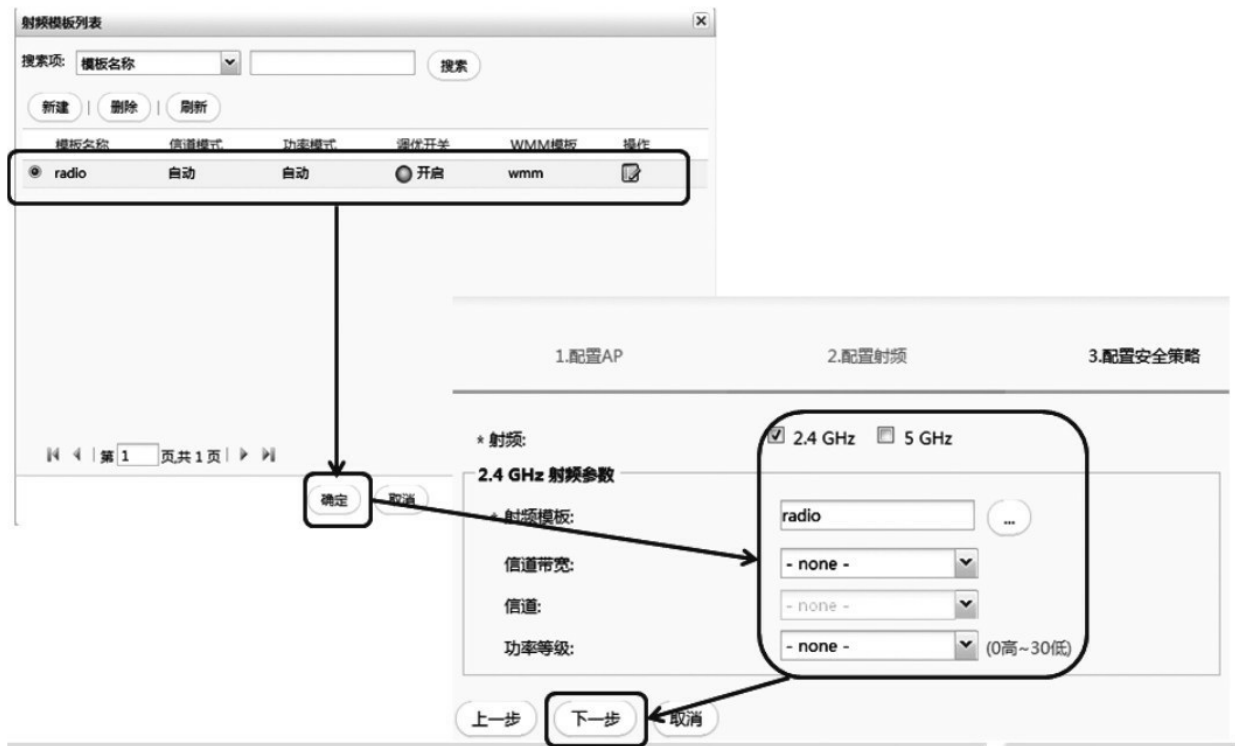 射频模板列表
搜索项: 模板名称 搜索
新建 | 删除 | 刷新
模板名称 信道模式 功率模式 调优开关 WMM模板 操作
radio 自动 自动 开启 wmm
第 1 页,共 1 页
确定 取消
1.配置AP 2.配置射频 3.配置安全策略
* 射频: 2.4 GHz 5 GHz
2.4 GHz 射频参数
* 射频模板: radio ...
信道带宽: - none -
信道: - none -
功率等级: - none - (0高~30低)
上一步 下一步 取消